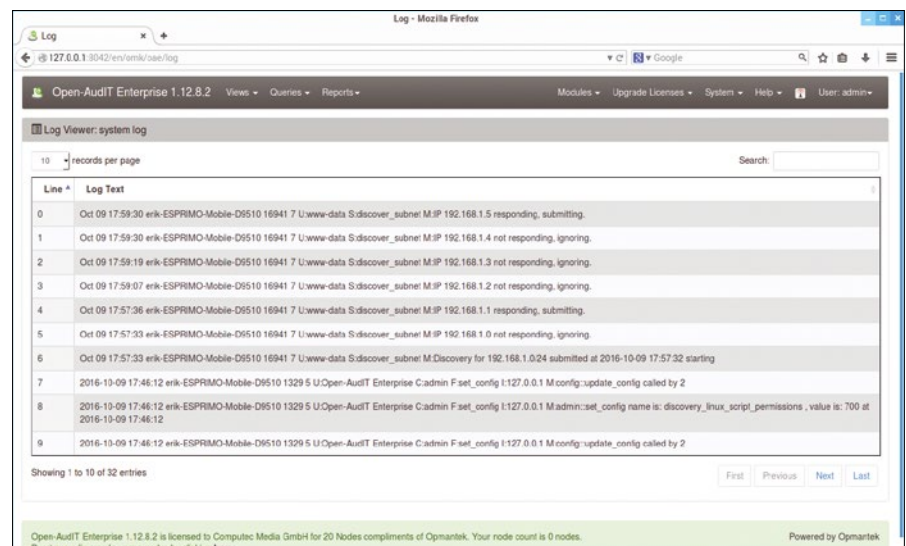 Log - Mozilla Firefox
Log
127.0.0.1:9042/en/omk/oae/log
Google
Open-AudIT Enterprise 1.12.8.2 Views Queries Reports Modules Upgrade Licenses System Help User: admin
Log Viewer: system log
10 records per page Search:
Line Log Text
0 Oct 09 17:59:30 erik-ESPRIMO-Mobile-D9510 16941 7 U:www-data S:discover_subnet M:IP 192.168.1.5 responding, submitting.
1 Oct 09 17:59:30 erik-ESPRIMO-Mobile-D9510 16941 7 U:www-data S:discover_subnet M:IP 192.168.1.4 not responding, ignoring.
2 Oct 09 17:59:19 erik-ESPRIMO-Mobile-D9510 16941 7 U:www-data S:discover_subnet M:IP 192.168.1.3 not responding, ignoring.
3 Oct 09 17:59:07 erik-ESPRIMO-Mobile-D9510 16941 7 U:www-data S:discover_subnet M:IP 192.168.1.2 not responding, ignoring.
4 Oct 09 17:57:36 erik-ESPRIMO-Mobile-D9510 16941 7 U:www-data S:discover_subnet M:IP 192.168.1.1 responding, submitting.
5 Oct 09 17:57:33 erik-ESPRIMO-Mobile-D9510 16941 7 U:www-data S:discover_subnet M:IP 192.168.1.0 not responding, ignoring.
6 Oct 09 17:57:33 erik-ESPRIMO-Mobile-D9510 16941 7 U:www-data S:discover_subnet M:Discovery for 192.168.1.0/24 submitted at 2016-10-09 17:57:32 starting
7 2016-10-09 17:46:12 erik-ESPRIMO-Mobile-D9510 1329 5 U:Open-AudIT Enterprise C:admin F:set_config I:127.0.0.1 M:config::update_config called by 2
8 2016-10-09 17:46:12 erik-ESPRIMO-Mobile-D9510 1329 5 U:Open-AudIT Enterprise C:admin F:set_config I:127.0.0.1 M:admin::set_config name is: discovery_linux_script_permissions , value is: 700 at
2016-10-09 17:46:12
9 2016-10-09 17:46:12 erik-ESPRIMO-Mobile-D9510 1329 5 U:Open-AudIT Enterprise C:admin F:set_config I:127.0.0.1 M:config::update_config called by 2
Showing 1 to 10 of 32 entries First Previous Next Last
Open-AudIT Enterprise 1.12.8.2 is licensed to Computec Media GmbH for 20 Nodes compliments of Opmantek. Your node count is 0 nodes. Powered by Opmantek